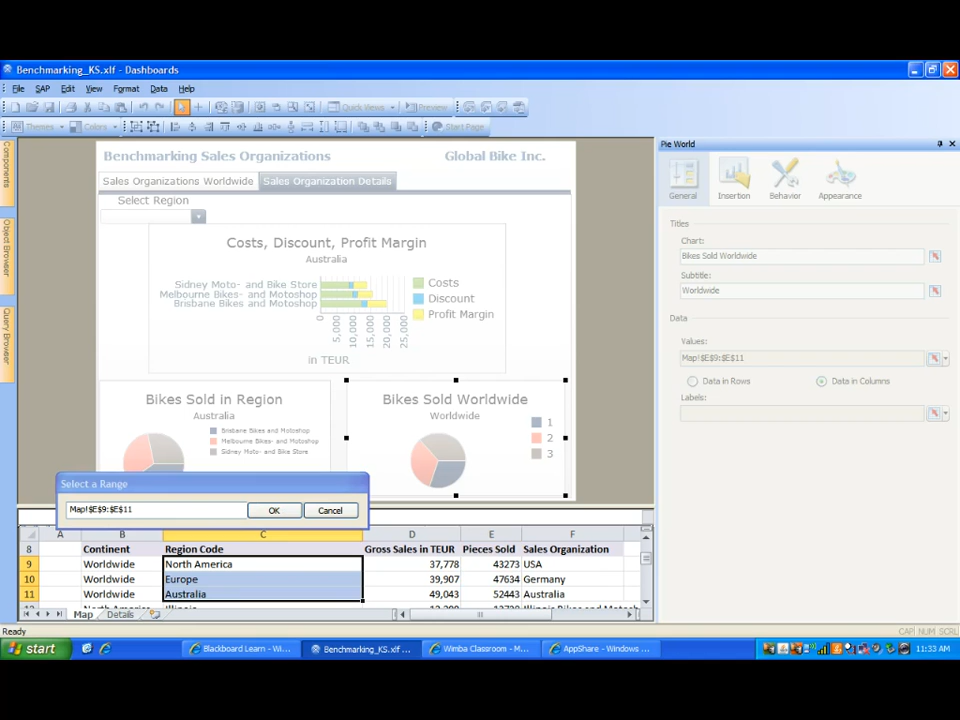 Benchmarking_KS.xlf - Dashboards
File SAP Edit View Format Data Help
Quick Views Preview
Themes Colors Start Page
Components
Object Browser
Query Browser
Benchmarking Sales Organizations Global Bike Inc.
Sales Organizations Worldwide Sales Organization Details
Select Region
Costs, Discount, Profit Margin
Australia
Sidney Moto- and Bike Store
Melbourne Bikes- and Motoshop
Brisbane Bikes and Motoshop
0 5,000 10,000 15,000 20,000 25,000
in TEUR
Costs
Discount
Profit Margin
Bikes Sold in Region
Australia
Brisbane Bikes and Motoshop
Melbourne Bikes- and Motoshop
Sidney Moto- and Bike Store
Bikes Sold Worldwide
Worldwide
1
2
3
Pie World
General Insertion Behavior Appearance
Titles
Chart:
Bikes Sold Worldwide
Subtitle:
Worldwide
Data
Values:
Map!$E$9:$E$11
Data in Rows Data in Columns
Labels:
Select a Range
Map!$E$9:$E$11 OK Cancel
A B C D E F
8 Continent Region Code Gross Sales in TEUR Pieces Sold Sales Organization
9 Worldwide North America 37,778 43273 USA
10 Worldwide Europe 39,907 47634 Germany
11 Worldwide Australia 49,043 52443 Australia
Map Details
Ready CAP NUM SCRL
start Blackboard Learn - Wi... Benchmarking_KS.xlf ... Wimba Classroom - M... AppShare - Windows ... 11:33 AM